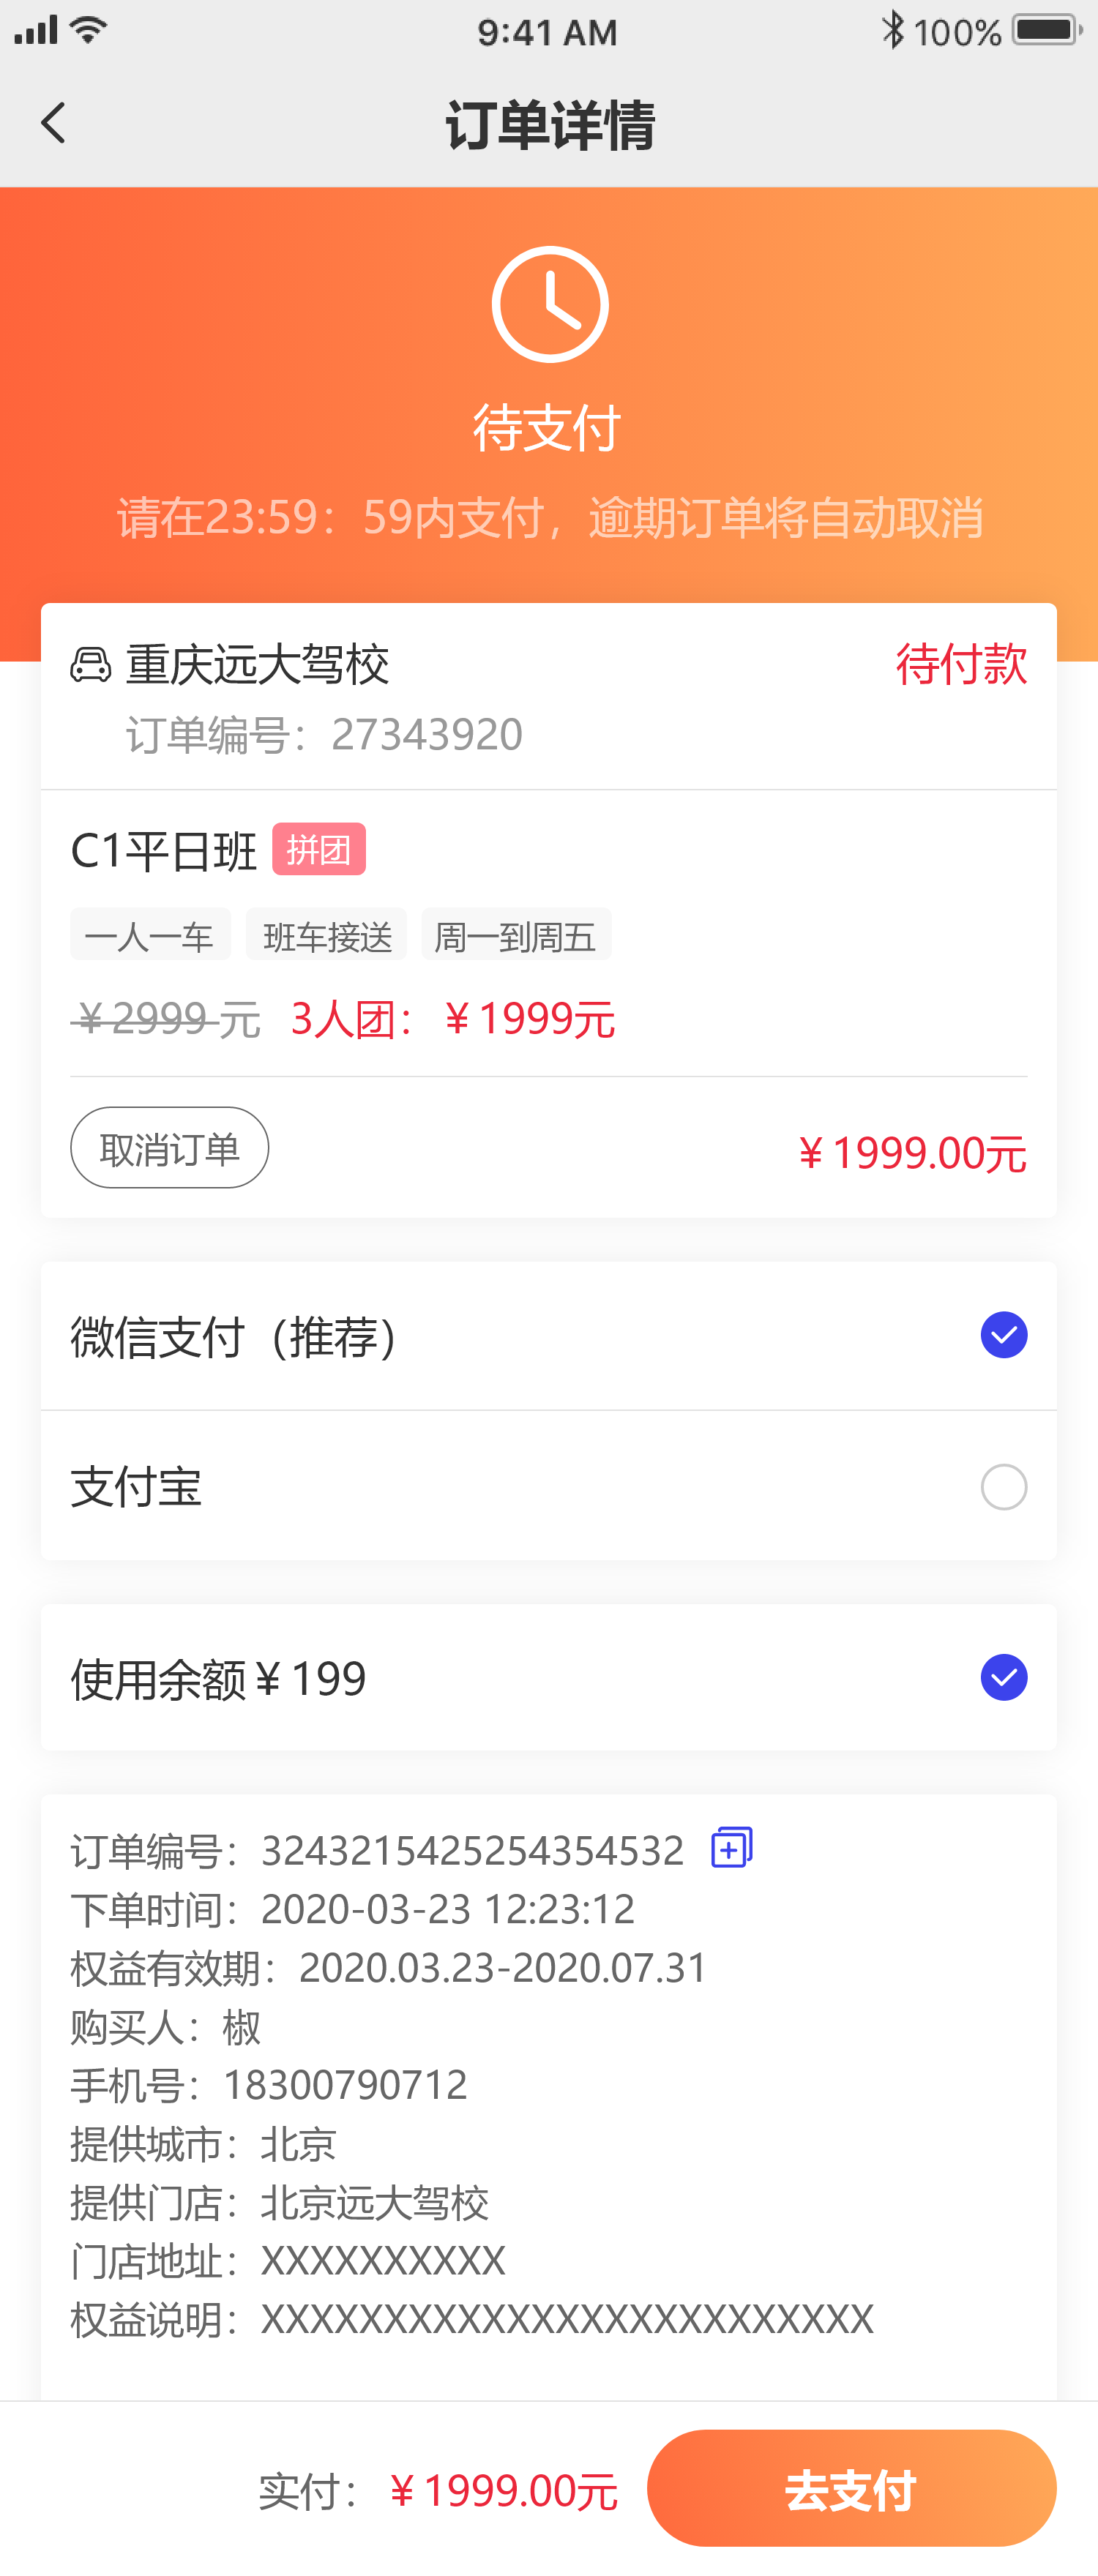 9:41 AM
100%
订单详情
待支付
请在23:59：59内支付，逾期订单将自动取消
重庆远大驾校
待付款
订单编号：27343920
C1平日班 拼团
一人一车 班车接送 周一到周五
￥2999 元 3人团：￥1999元
取消订单
￥1999.00元
微信支付（推荐）
支付宝
使用余额￥199
订单编号：3243215425254354532
下单时间：2020-03-23 12:23:12
权益有效期：2020.03.23-2020.07.31
购买人：椒
手机号：18300790712
提供城市：北京
提供门店：北京远大驾校
门店地址：XXXXXXXXXX
权益说明：XXXXXXXXXXXXXXXXXXXXXXXXX
实付：￥1999.00元
去支付